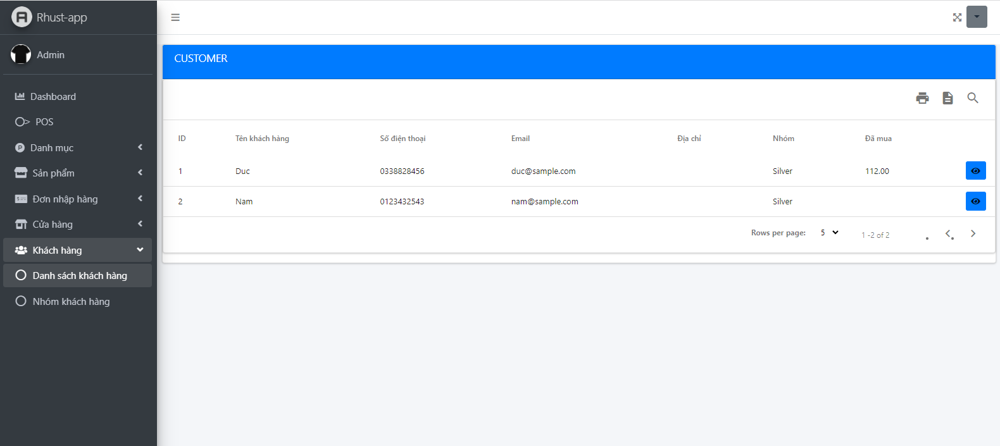 Rhust-app
Admin
Dashboard
POS
Danh mục
Sản phẩm
Đơn nhập hàng
Cửa hàng
Khách hàng
Danh sách khách hàng
Nhóm khách hàng
CUSTOMER
ID Tên khách hàng Số điện thoại Email Địa chỉ Nhóm Đã mua
1 Duc 0338828456 duc@sample.com Silver 112.00
2 Nam 0123432543 nam@sample.com Silver
Rows per page: 5 1 -2 of 2